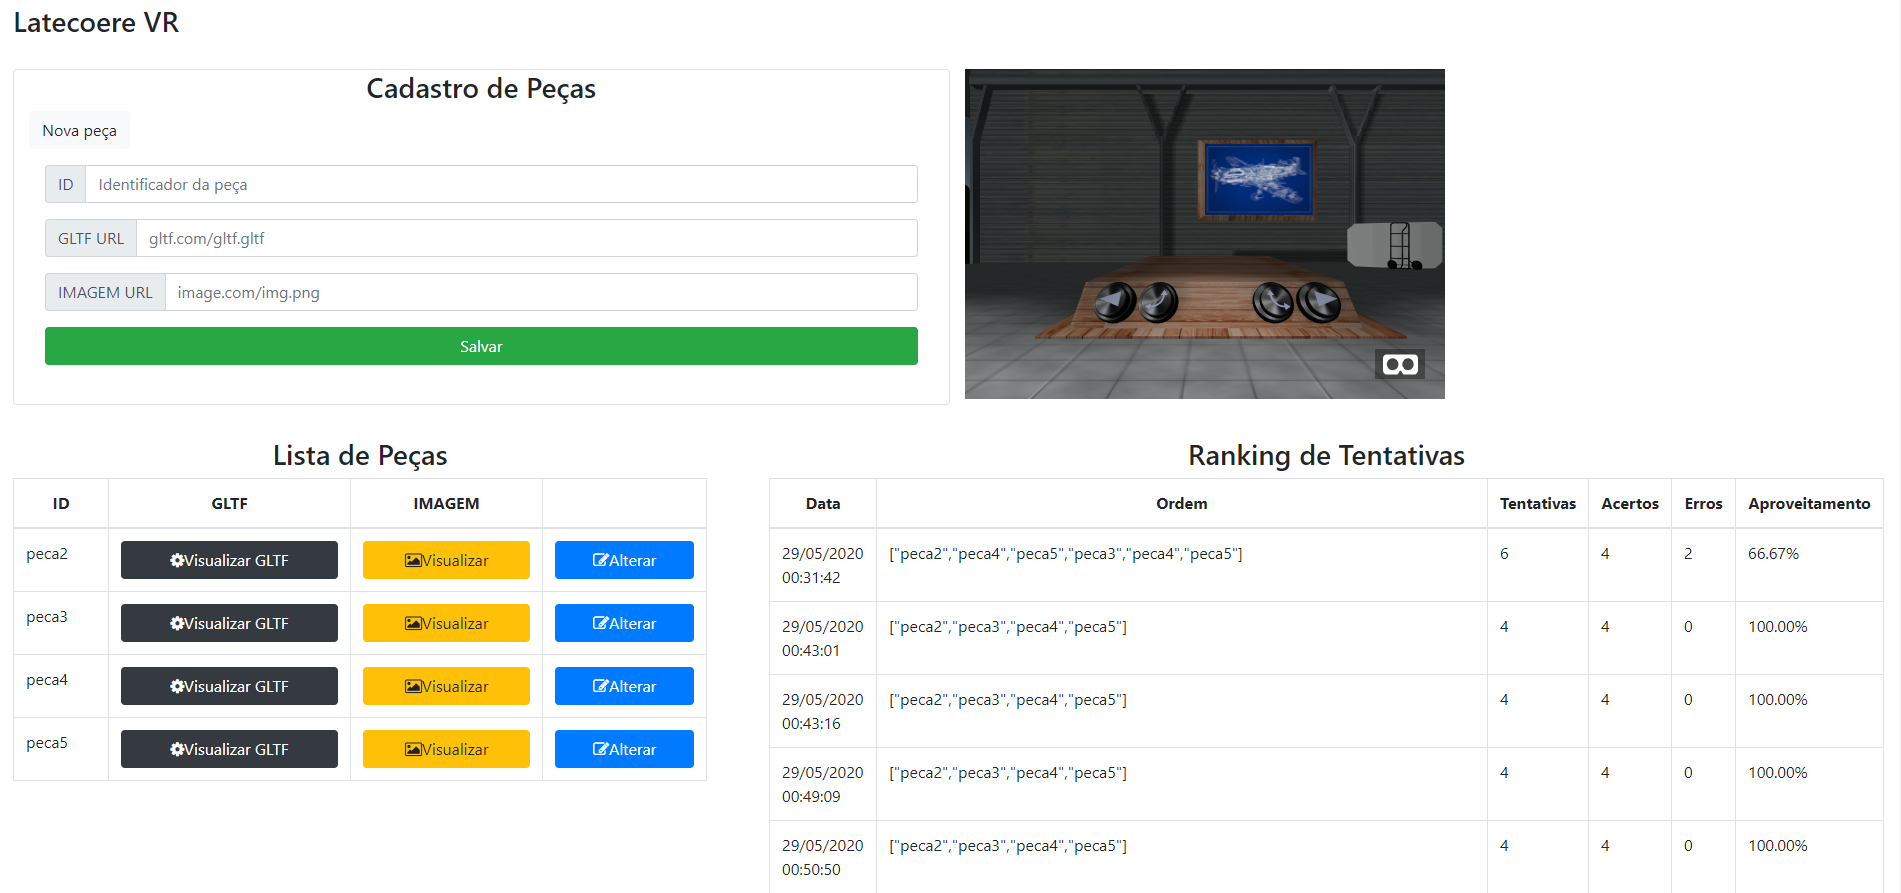 Latecoere VR
Cadastro de Peças
Nova peça
ID Identificador da peça
GLTF URL gltf.com/gltf.gltf
IMAGEM URL image.com/img.png
Salvar
Lista de Peças
ID GLTF IMAGEM
peca2 Visualizar GLTF Visualizar Alterar
peca3 Visualizar GLTF Visualizar Alterar
peca4 Visualizar GLTF Visualizar Alterar
peca5 Visualizar GLTF Visualizar Alterar
Ranking de Tentativas
Data Ordem Tentativas Acertos Erros Aproveitamento
29/05/2020 ["peca2","peca4","peca5","peca3","peca4","peca5"] 6 4 2 66.67%
00:31:42
29/05/2020 ["peca2","peca3","peca4","peca5"] 4 4 0 100.00%
00:43:01
29/05/2020 ["peca2","peca3","peca4","peca5"] 4 4 0 100.00%
00:43:16
29/05/2020 ["peca2","peca3","peca4","peca5"] 4 4 0 100.00%
00:49:09
29/05/2020 ["peca2","peca3","peca4","peca5"] 4 4 0 100.00%
00:50:50